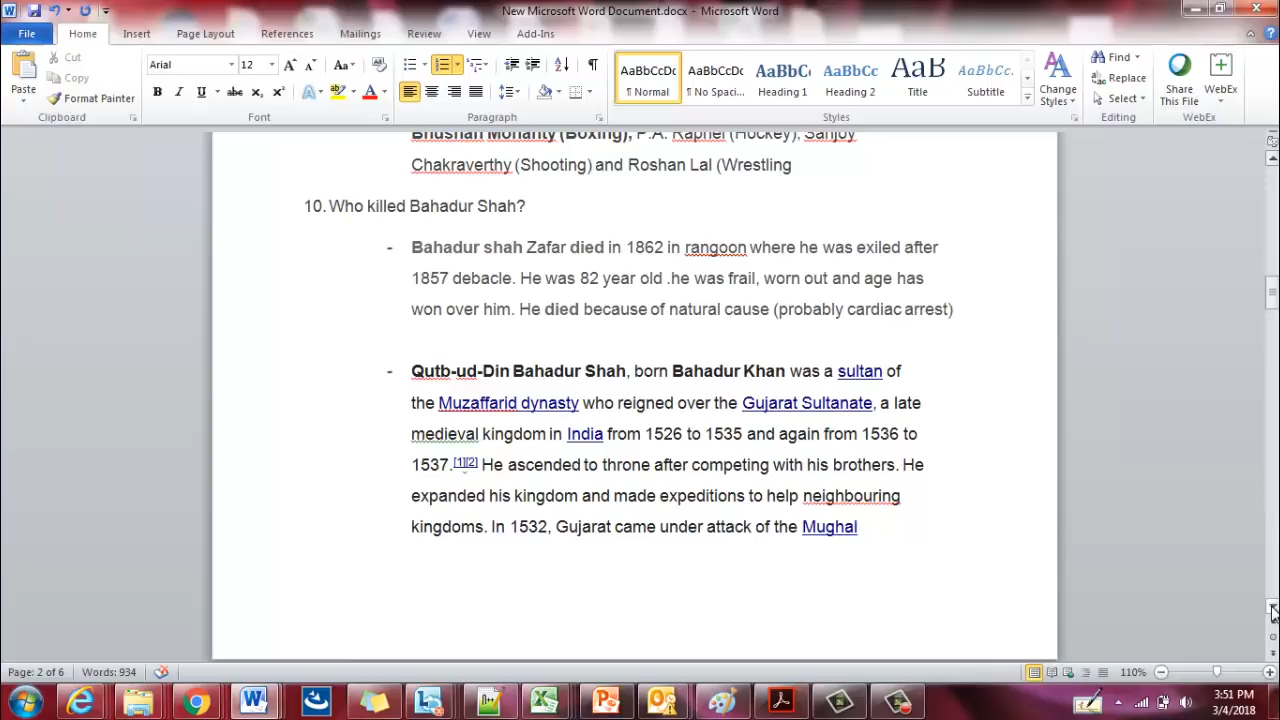 New Microsoft Word Document.docx - Microsoft Word
File Home Insert Page Layout References Mailings Review View Add-Ins
Paste
Cut
Copy
Format Painter
Clipboard
Arial 12
Font
Paragraph
AaBbCcDc AaBbCcDc AaBbC AaBbCc AaB AaBbCc.
¶ Normal ¶ No Spaci... Heading 1 Heading 2 Title Subtitle
Change Styles
Styles
Find
Replace
Select
Editing
Share This File
WebEx
WebEx
Bhushan Mohanty (Boxing), P.A. Raphel (Hockey), Sanjoy
Chakraverthy (Shooting) and Roshan Lal (Wrestling
10. Who killed Bahadur Shah?
- Bahadur shah Zafar died in 1862 in rangoon where he was exiled after
1857 debacle. He was 82 year old .he was frail, worn out and age has
won over him. He died because of natural cause (probably cardiac arrest)
- Qutb-ud-Din Bahadur Shah, born Bahadur Khan was a sultan of
the Muzaffarid dynasty who reigned over the Gujarat Sultanate, a late
medieval kingdom in India from 1526 to 1535 and again from 1536 to
1537.[1][2] He ascended to throne after competing with his brothers. He
expanded his kingdom and made expeditions to help neighbouring
kingdoms. In 1532, Gujarat came under attack of the Mughal
Page: 2 of 6 Words: 934 110%
3:51 PM
3/4/2018